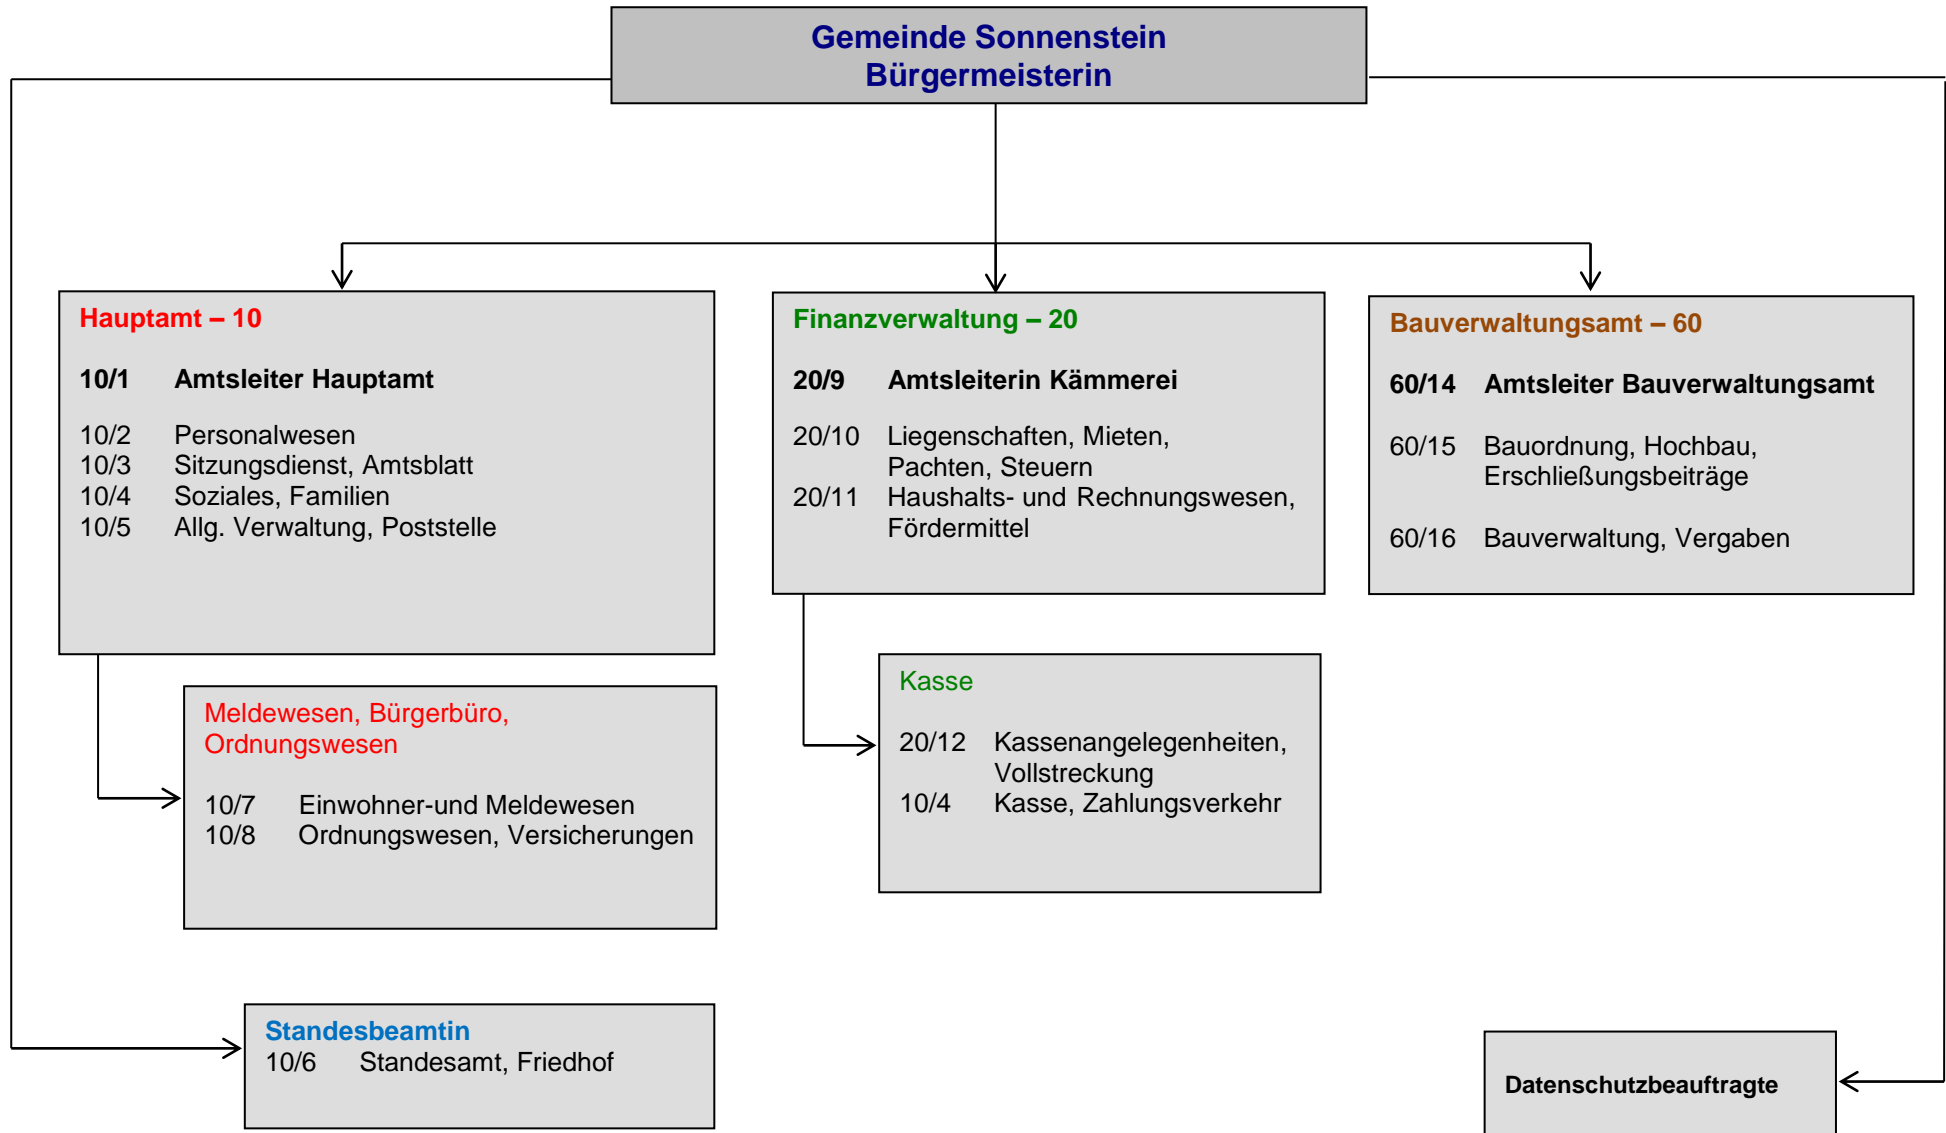 Gemeinde Sonnenstein
Bürgermeisterin
Hauptamt – 10
10/1 Amtsleiter Hauptamt
10/2 Personalwesen
10/3 Sitzungsdienst, Amtsblatt
10/4 Soziales, Familien
10/5 Allg. Verwaltung, Poststelle
Finanzverwaltung – 20
20/9 Amtsleiterin Kämmerei
20/10 Liegenschaften, Mieten,
Pachten, Steuern
20/11 Haushalts- und Rechnungswesen,
Fördermittel
Bauverwaltungsamt – 60
60/14 Amtsleiter Bauverwaltungsamt
60/15 Bauordnung, Hochbau,
Erschließungsbeiträge
60/16 Bauverwaltung, Vergaben
Meldewesen, Bürgerbüro,
Ordnungswesen
10/7 Einwohner-und Meldewesen
10/8 Ordnungswesen, Versicherungen
Kasse
20/12 Kassenangelegenheiten,
Vollstreckung
10/4 Kasse, Zahlungsverkehr
Standesbeamtin
10/6 Standesamt, Friedhof
Datenschutzbeauftragte